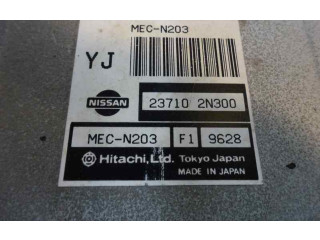 MEC-N203
YJ
NISSAN 23710 2N300
MEC-N203 F1 9628
Hitachi,Ltd. Tokyo Japan
MADE IN JAPAN